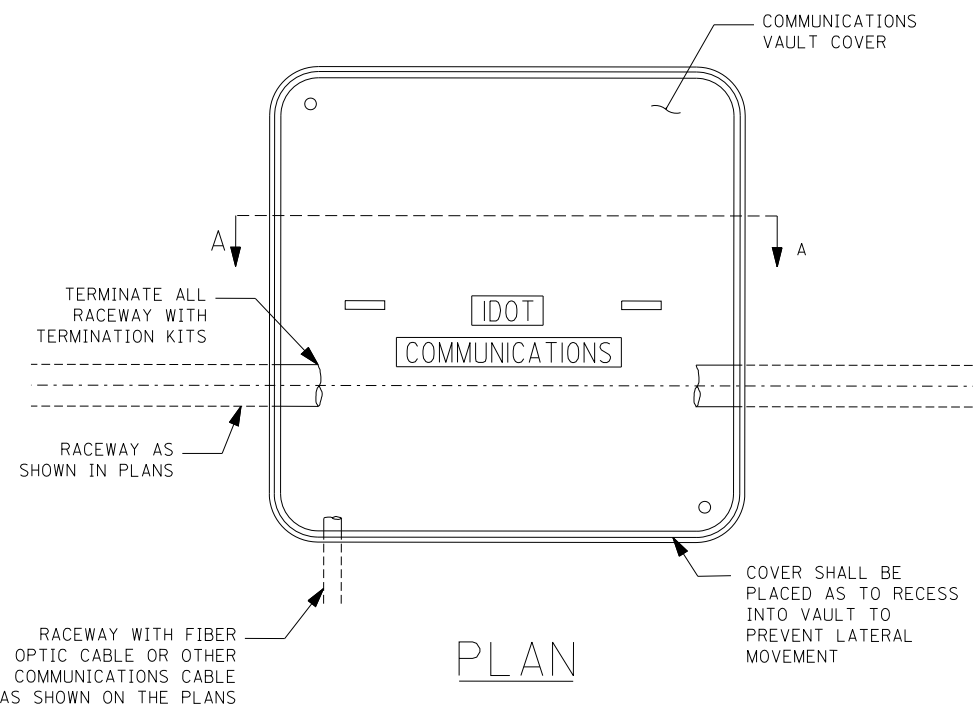 COMMUNICATIONS
VAULT COVER
A
A
TERMINATE ALL
RACEWAY WITH
TERMINATION KITS
IDOT
COMMUNICATIONS
RACEWAY AS
SHOWN IN PLANS
COVER SHALL BE
PLACED AS TO RECESS
INTO VAULT TO
PREVENT LATERAL
MOVEMENT
RACEWAY WITH FIBER
OPTIC CABLE OR OTHER
COMMUNICATIONS CABLE
AS SHOWN ON THE PLANS
PLAN